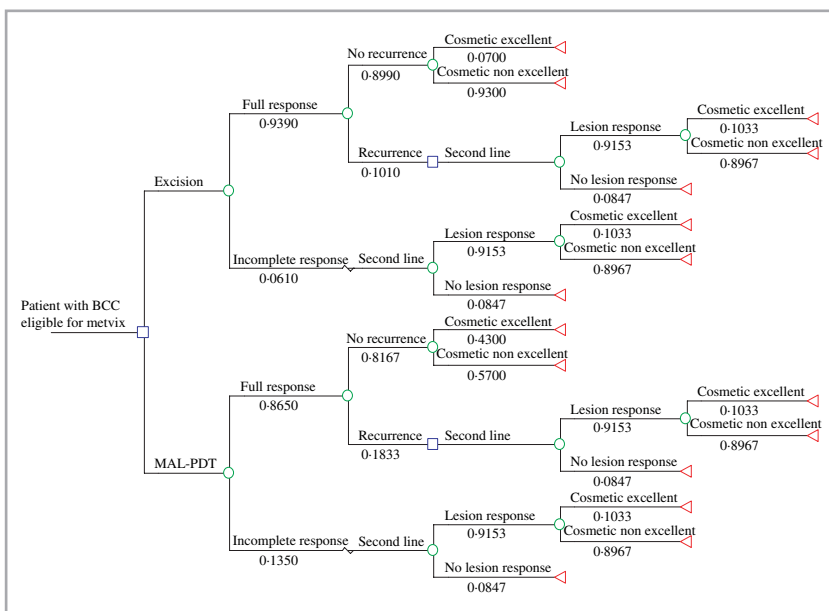 Cosmetic excellent
0·0700
Cosmetic non excellent
0·9300
No recurrence
0·8990
Full response
0·9390
Recurrence
0·1010
Second line
Lesion response
0·9153
Cosmetic excellent
0·1033
Cosmetic non excellent
0·8967
No lesion response
0·0847
Excision
Incomplete response
0·0610
Second line
Lesion response
0·9153
Cosmetic excellent
0·1033
Cosmetic non excellent
0·8967
No lesion response
0·0847
Patient with BCC
eligible for metvix
No recurrence
0·8167
Cosmetic excellent
0·4300
Cosmetic non excellent
0·5700
Full response
0·8650
Recurrence
0·1833
Second line
Lesion response
0·9153
Cosmetic excellent
0·1033
Cosmetic non excellent
0·8967
No lesion response
0·0847
MAL-PDT
Incomplete response
0·1350
Second line
Lesion response
0·9153
Cosmetic excellent
0·1033
Cosmetic non excellent
0·8967
No lesion response
0·0847